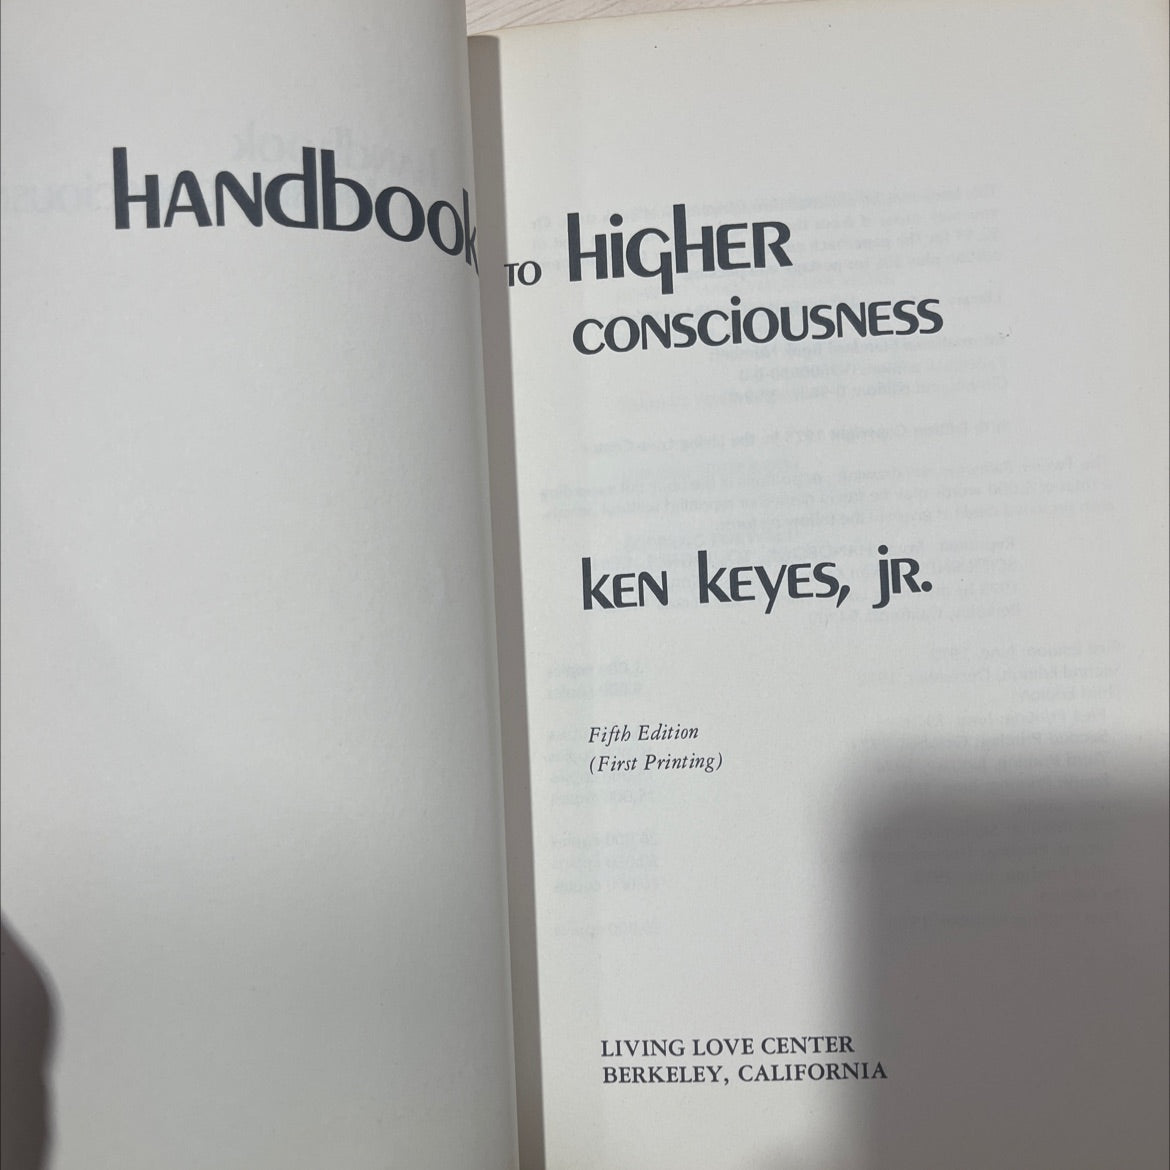 handbook to higher
consciousness
ken keyes, jr.
Fifth Edition
(First Printing)
LIVING LOVE CENTER
BERKELEY, CALIFORNIA